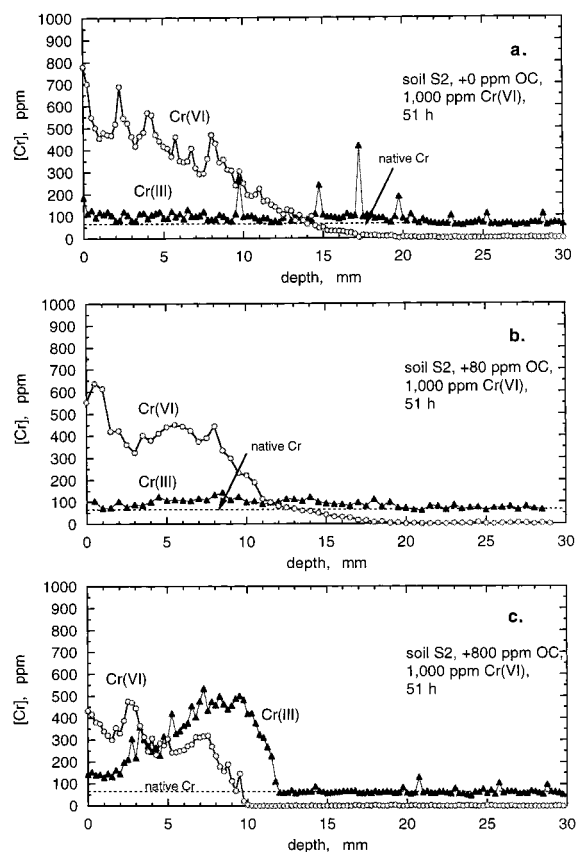 1000
900
800
700
600
500
400
300
200
100
0
[Cr], ppm
a.
soil S2, +0 ppm OC,
1,000 ppm Cr(VI),
51 h
Cr(VI)
native Cr
Cr(III)
0 5 10 15 20 25 30
depth, mm
1000
900
800
700
600
500
400
300
200
100
0
[Cr], ppm
b.
soil S2, +80 ppm OC,
1,000 ppm Cr(VI),
51 h
Cr(VI)
native Cr
Cr(III)
0 5 10 15 20 25 30
depth, mm
1000
900
800
700
600
500
400
300
200
100
0
[Cr], ppm
c.
soil S2, +800 ppm OC,
1,000 ppm Cr(VI),
51 h
Cr(VI)
Cr(III)
native Cr
0 5 10 15 20 25 30
depth, mm